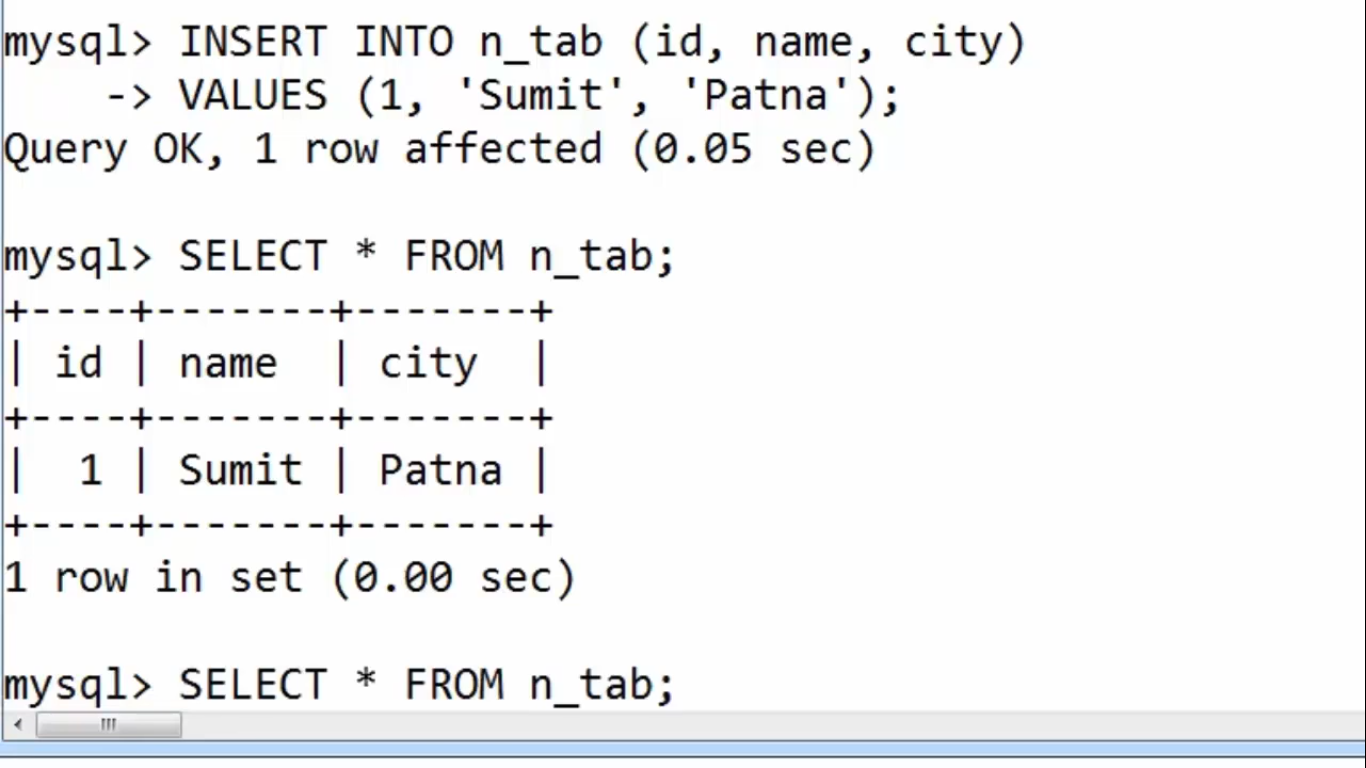 mysql> INSERT INTO n_tab (id, name, city)
    -> VALUES (1, 'Sumit', 'Patna');
Query OK, 1 row affected (0.05 sec)

mysql> SELECT * FROM n_tab;
+----+-------+-------+
| id | name  | city  |
+----+-------+-------+
|  1 | Sumit | Patna |
+----+-------+-------+
1 row in set (0.00 sec)

mysql> SELECT * FROM n_tab;